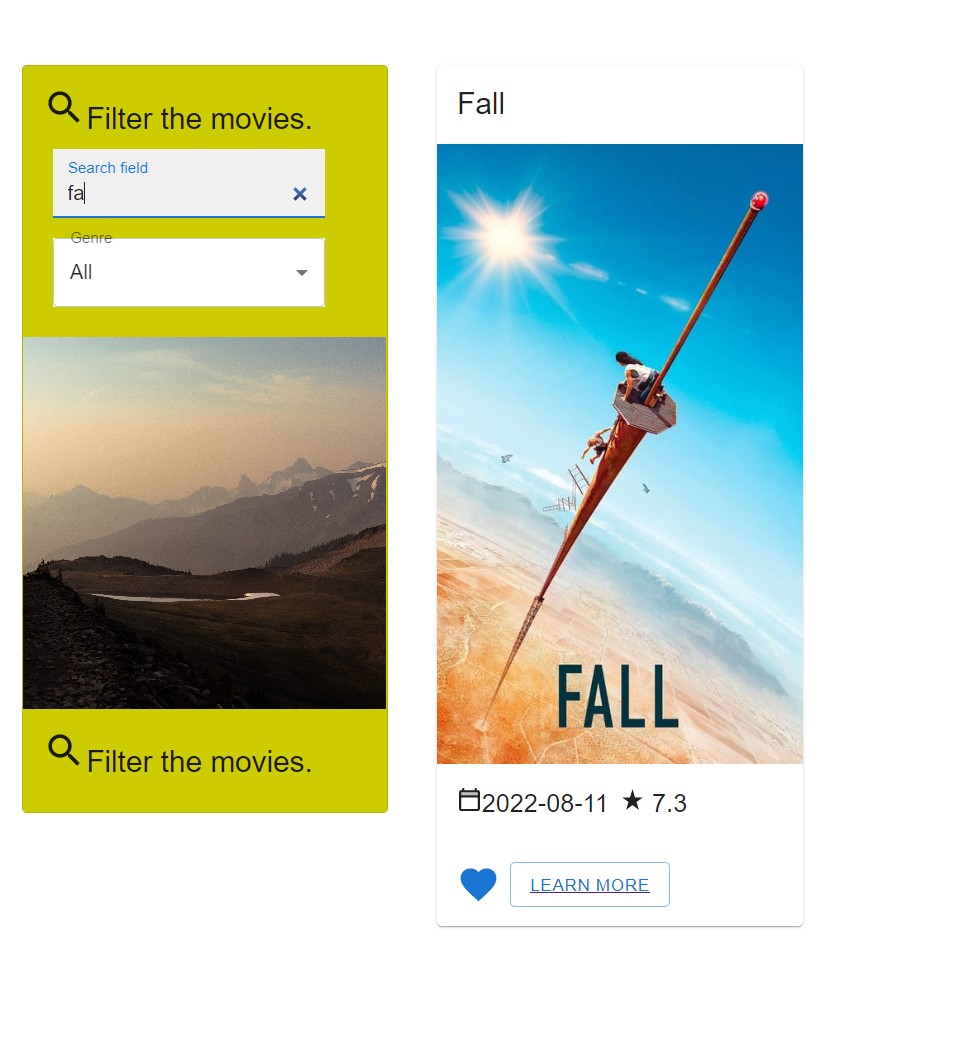 Filter the movies.
Search field
fa
Genre
All
Filter the movies.
Fall
FALL
2022-08-11 ★ 7.3
LEARN MORE